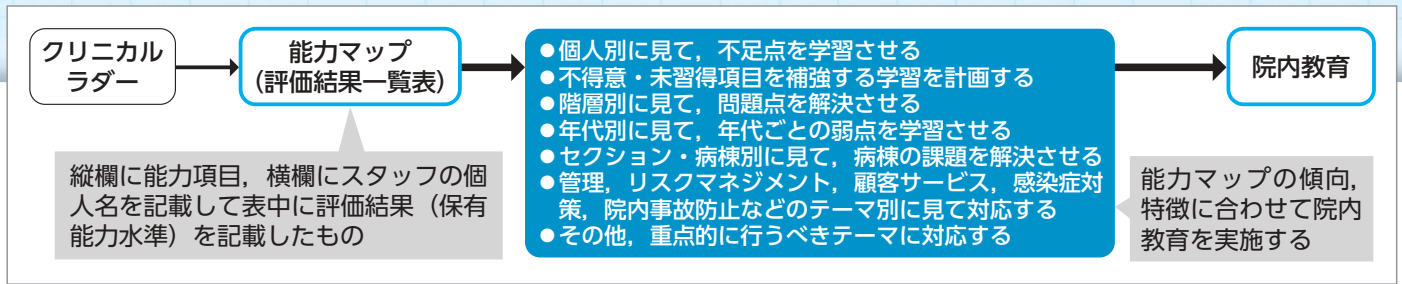 クリニカル
ラダー
能力マップ
（評価結果一覧表）
●個人別に見て，不足点を学習させる
●不得意・未習得項目を補強する学習を計画する
●階層別に見て，問題点を解決させる
●年代別に見て，年代ごとの弱点を学習させる
●セクション・病棟別に見て，病棟の課題を解決させる
●管理，リスクマネジメント，顧客サービス，感染症対
策，院内事故防止などのテーマ別に見て対応する
●その他，重点的に行うべきテーマに対応する
院内教育
縦欄に能力項目，横欄にスタッフの個
人名を記載して表中に評価結果（保有
能力水準）を記載したもの
能力マップの傾向，
特徴に合わせて院内
教育を実施する